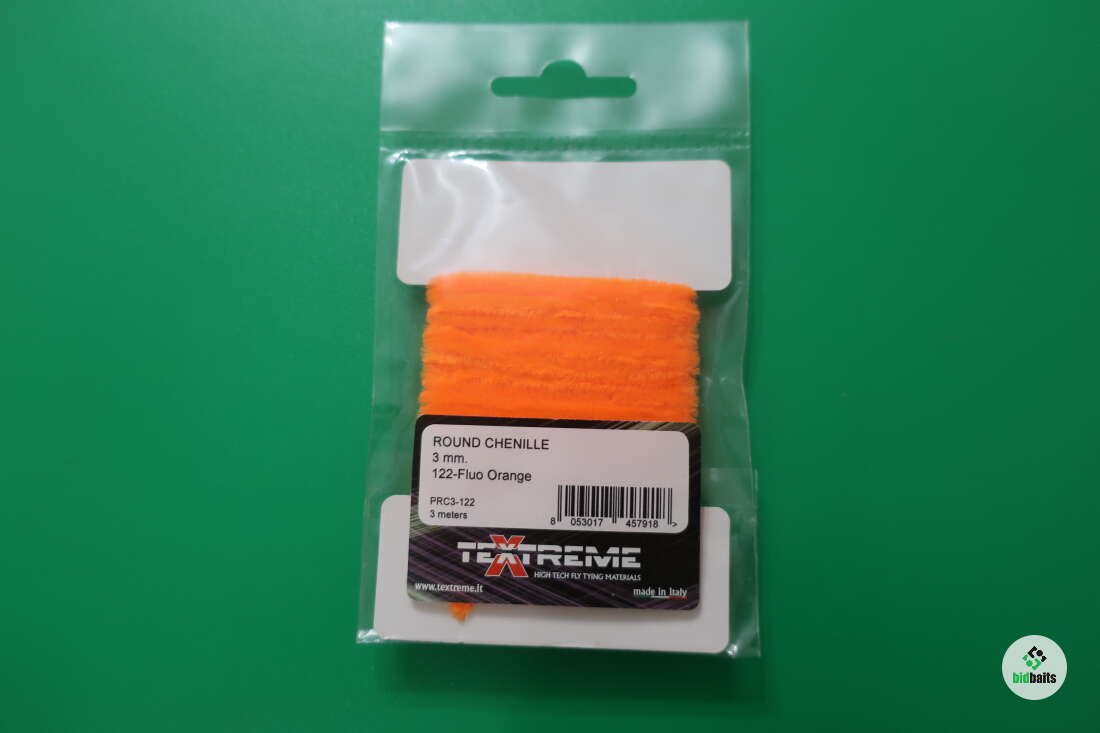 ROUND CHENILLE
3 mm.
122-Fluo Orange
PRC3-122
3 meters
8 053017 457918 >
TEXTREME
HIGH TECH FLY TYING MATERIALS
www.textreme.it
made in Italy
bidbaits